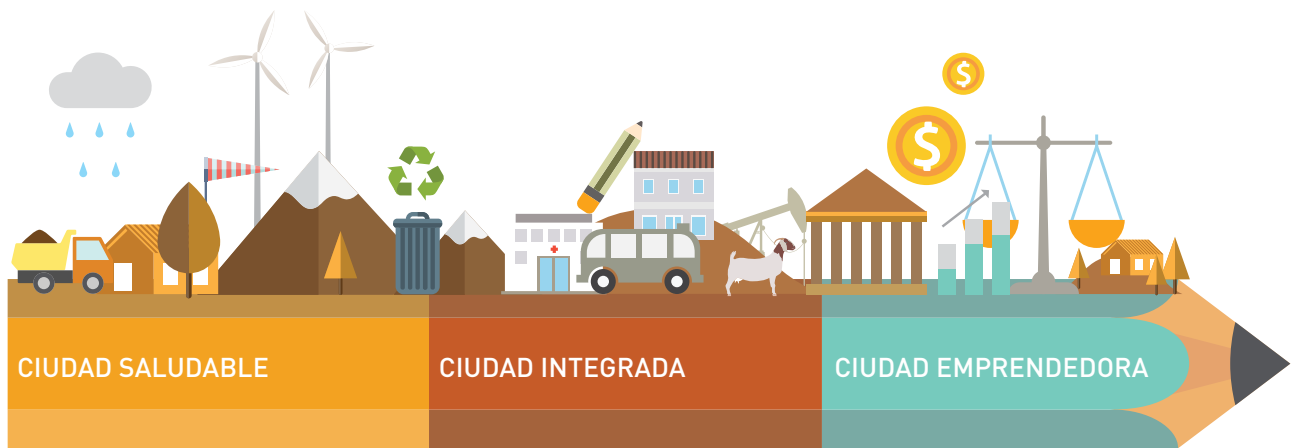 $
$
CIUDAD SALUDABLE
CIUDAD INTEGRADA
CIUDAD EMPRENDEDORA